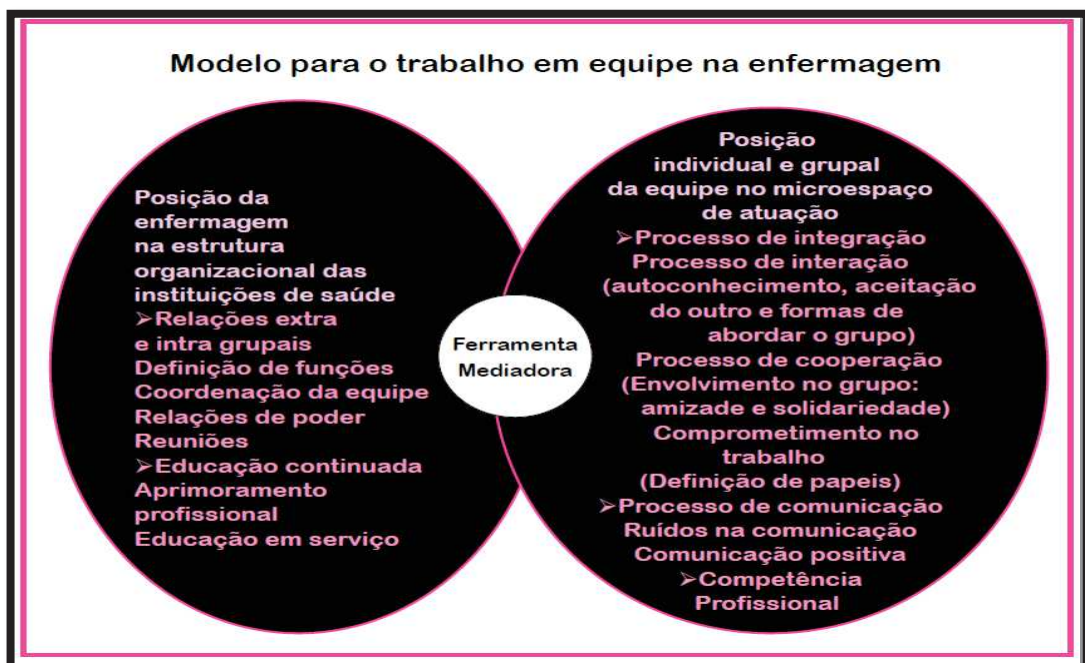 Modelo para o trabalho em equipe na enfermagem
Posição da
enfermagem
na estrutura
organizacional das
instituições de saúde
➢Relações extra
e intra grupais
Definição de funções
Coordenação da equipe
Relações de poder
Reuniões
➢Educação continuada
Aprimoramento
profissional
Educação em serviço
Ferramenta
Mediadora
Posição
individual e grupal
da equipe no microespaço
de atuação
➢Processo de integração
Processo de interação
(autoconhecimento, aceitação
do outro e formas de
abordar o grupo)
Processo de cooperação
(Envolvimento no grupo:
amizade e solidariedade)
Comprometimento no
trabalho
(Definição de papeis)
➢Processo de comunicação
Ruídos na comunicação
Comunicação positiva
➢Competência
Profissional